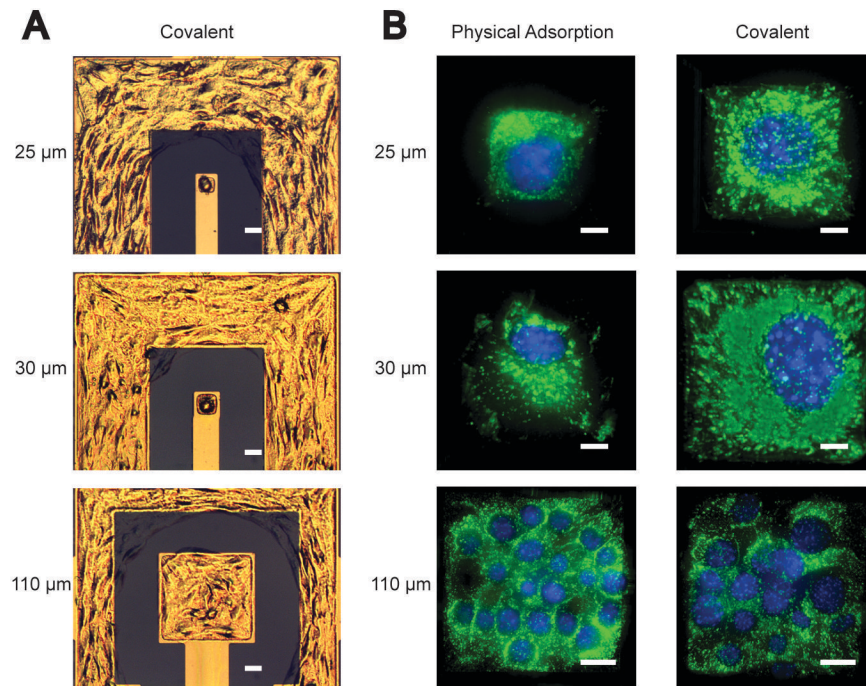 A
Covalent
B
Physical Adsorption
Covalent
25 µm
25 µm
30 µm
30 µm
110 µm
110 µm